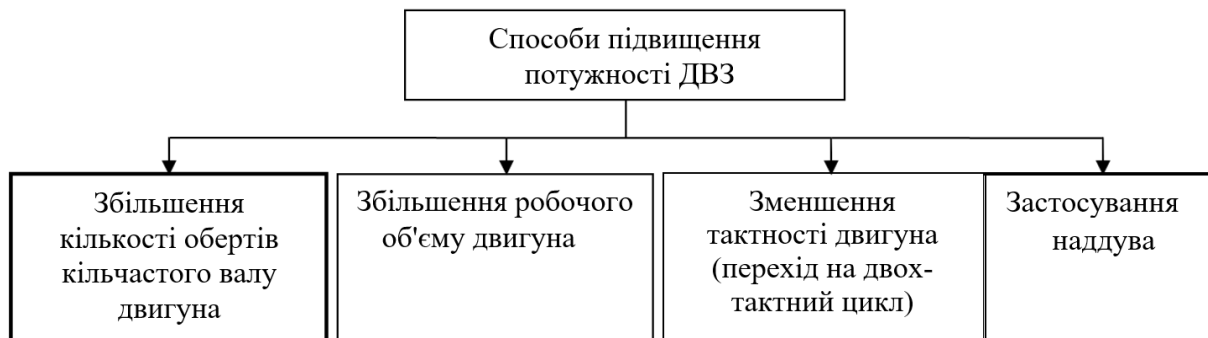 Способи підвищення
потужності ДВЗ
Збільшення
кількості обертів
кільчастого валу
двигуна
Збільшення робочого
об'єму двигуна
Зменшення
тактності двигуна
(перехід на двох-
тактний цикл)
Застосування
наддува